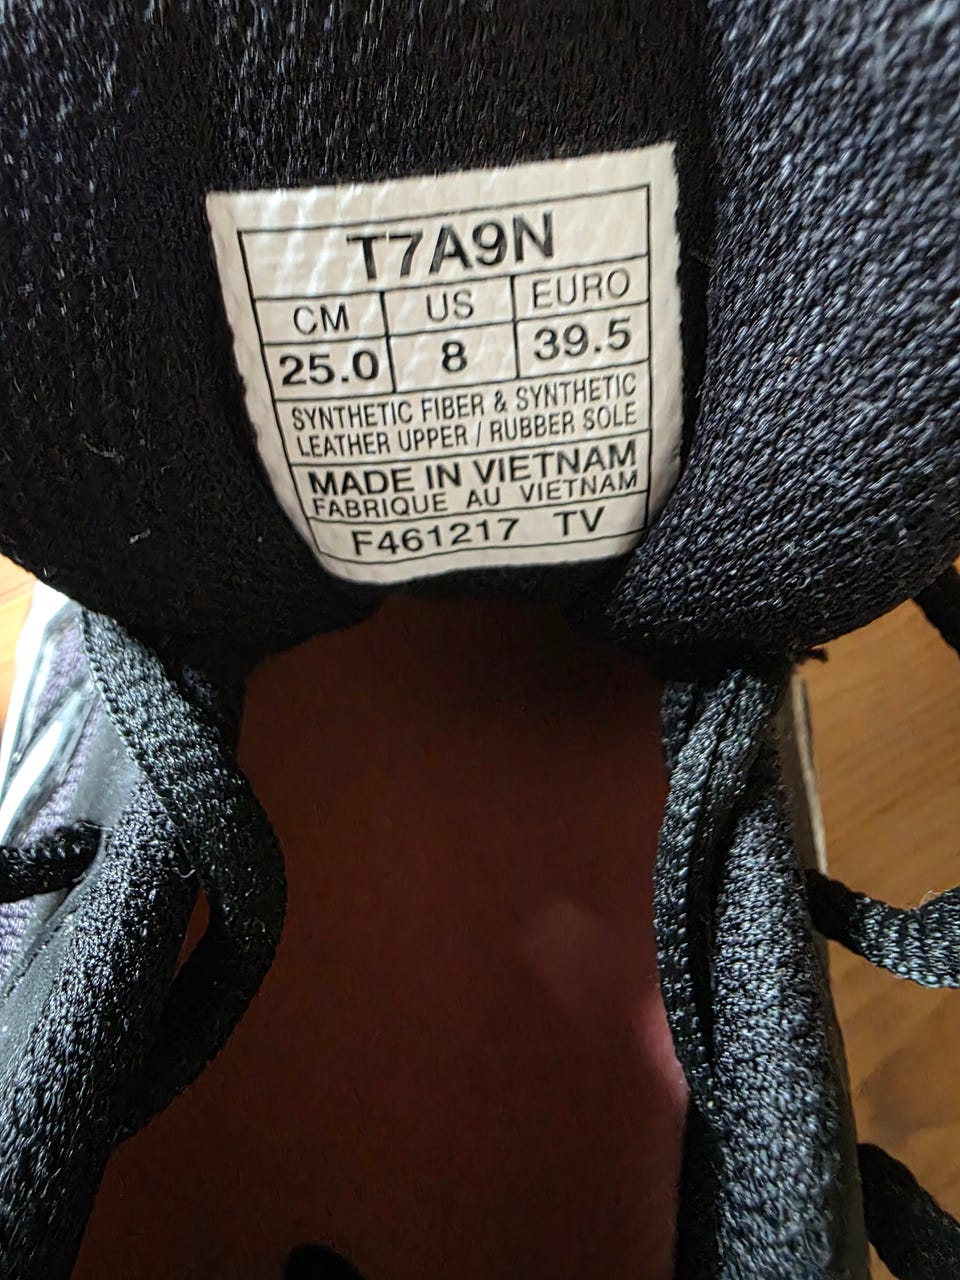 T7A9N
CM US EURO
25.0 8 39.5
SYNTHETIC FIBER & SYNTHETIC
LEATHER UPPER / RUBBER SOLE
MADE IN VIETNAM
FABRIQUE AU VIETNAM
F461217 TV